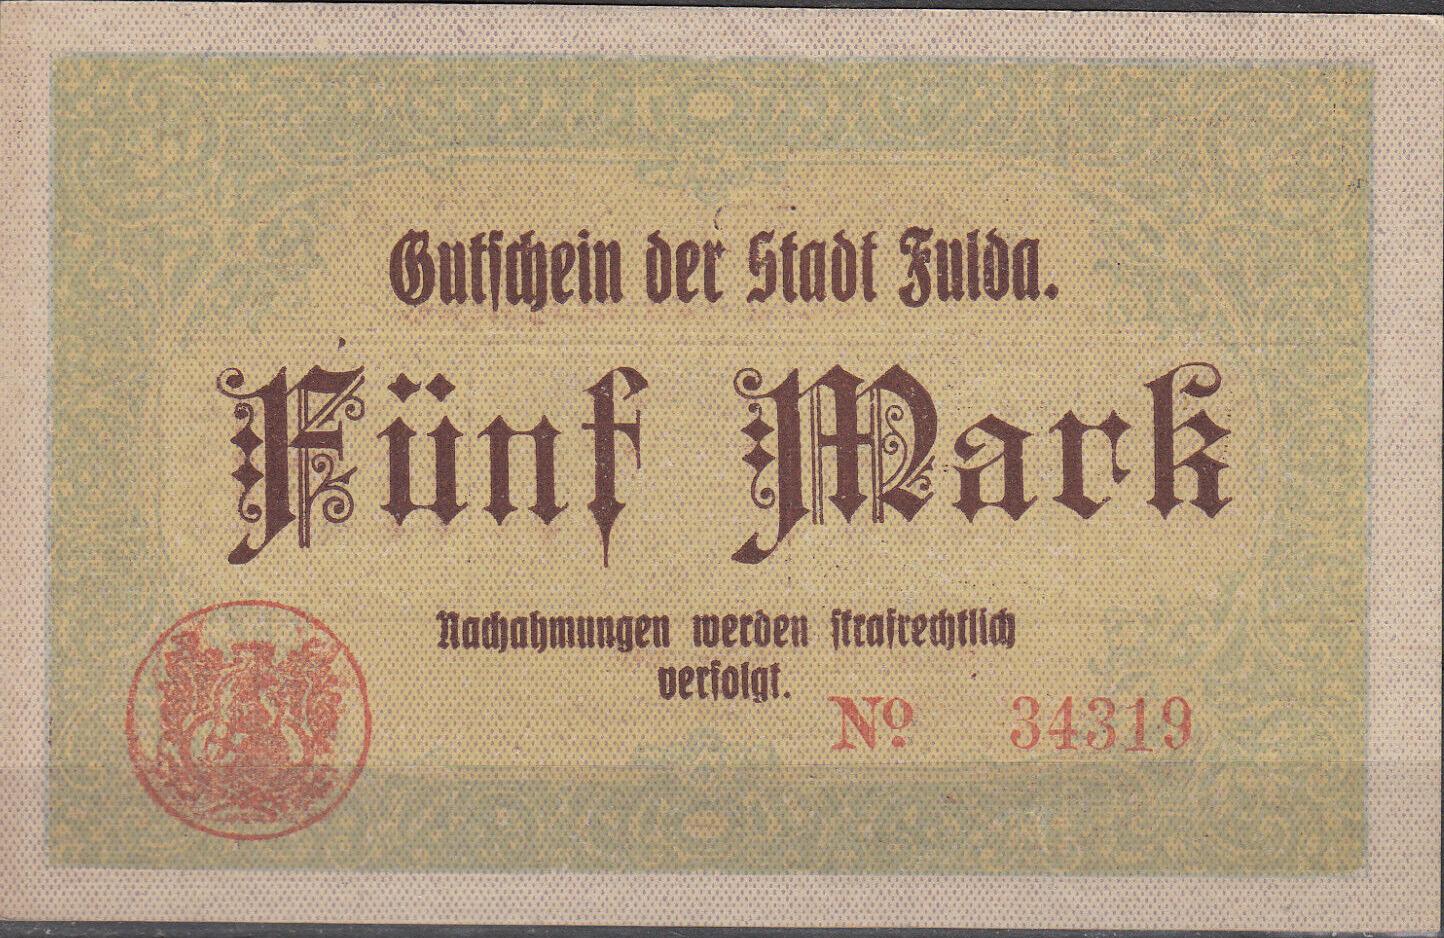 Gutschein der Stadt Fulda.
Fünf Mark
Nachahmungen werden strafrechtlich
verfolgt.
No. 34319